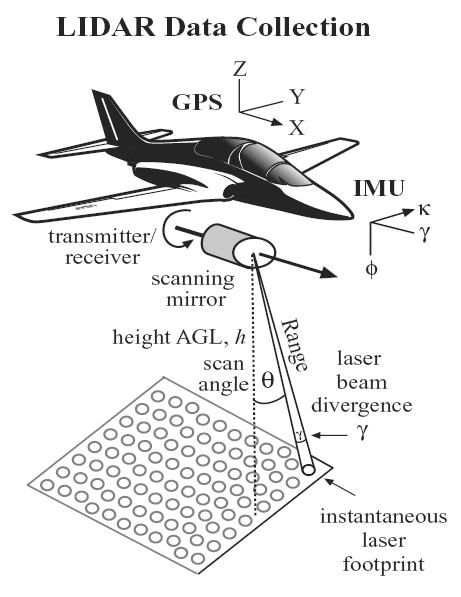 LIDAR Data Collection
Z
GPS
Y
X
IMU
κ
γ
ϕ
transmitter/
receiver
scanning
mirror
height AGL, h
Range
scan
angle
θ
laser
beam
divergence
γ
γ
instantaneous
laser
footprint